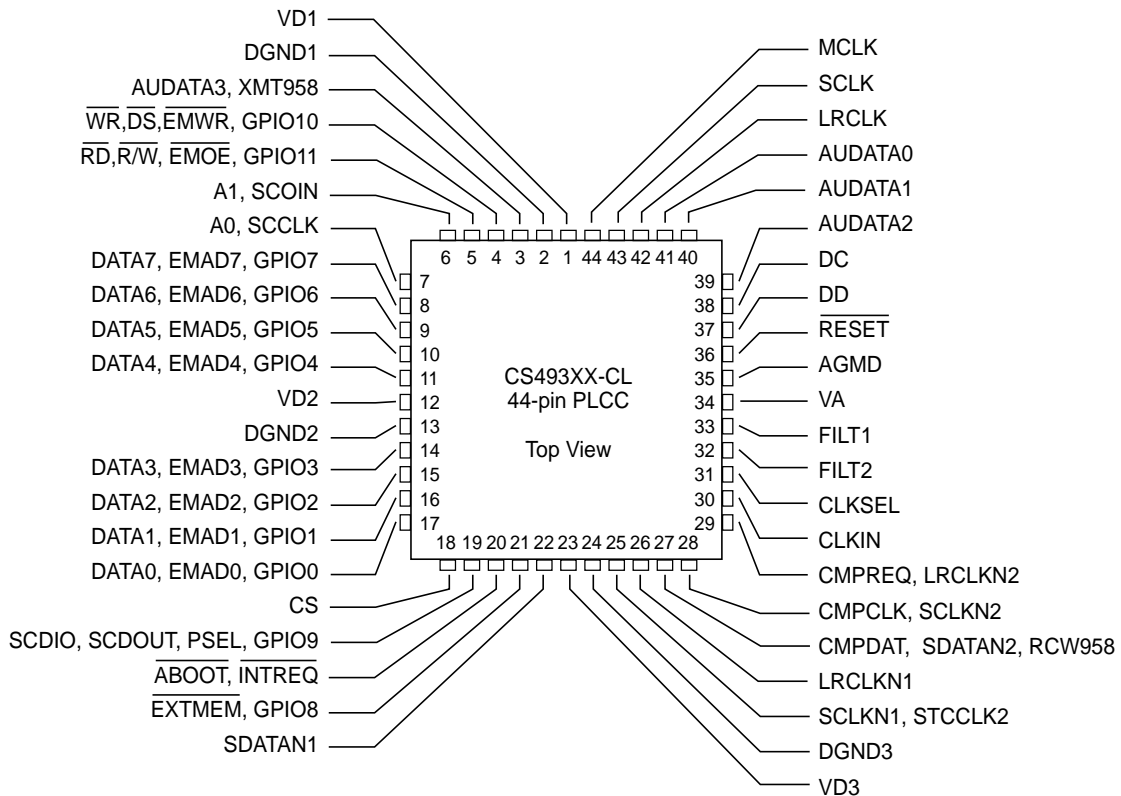 VD1
DGND1
AUDATA3, XMT958
WR,DS,EMWR, GPIO10
RD,R/W, EMOE, GPIO11
A1, SCOIN
A0, SCCLK
DATA7, EMAD7, GPIO7
DATA6, EMAD6, GPIO6
DATA5, EMAD5, GPIO5
DATA4, EMAD4, GPIO4
VD2
DGND2
DATA3, EMAD3, GPIO3
DATA2, EMAD2, GPIO2
DATA1, EMAD1, GPIO1
DATA0, EMAD0, GPIO0
CS
SCDIO, SCDOUT, PSEL, GPIO9
ABOOT, INTREQ
EXTMEM, GPIO8
SDATAN1
6 5 4 3 2 1 44 43 42 41 40
7
8
9
10
11
12
13
14
15
16
17
CS493XX-CL
44-pin PLCC
Top View
39
38
37
36
35
34
33
32
31
30
29
18 19 20 21 22 23 24 25 26 27 28
MCLK
SCLK
LRCLK
AUDATA0
AUDATA1
AUDATA2
DC
DD
RESET
AGMD
VA
FILT1
FILT2
CLKSEL
CLKIN
CMPREQ, LRCLKN2
CMPCLK, SCLKN2
CMPDAT, SDATAN2, RCW958
LRCLKN1
SCLKN1, STCCLK2
DGND3
VD3